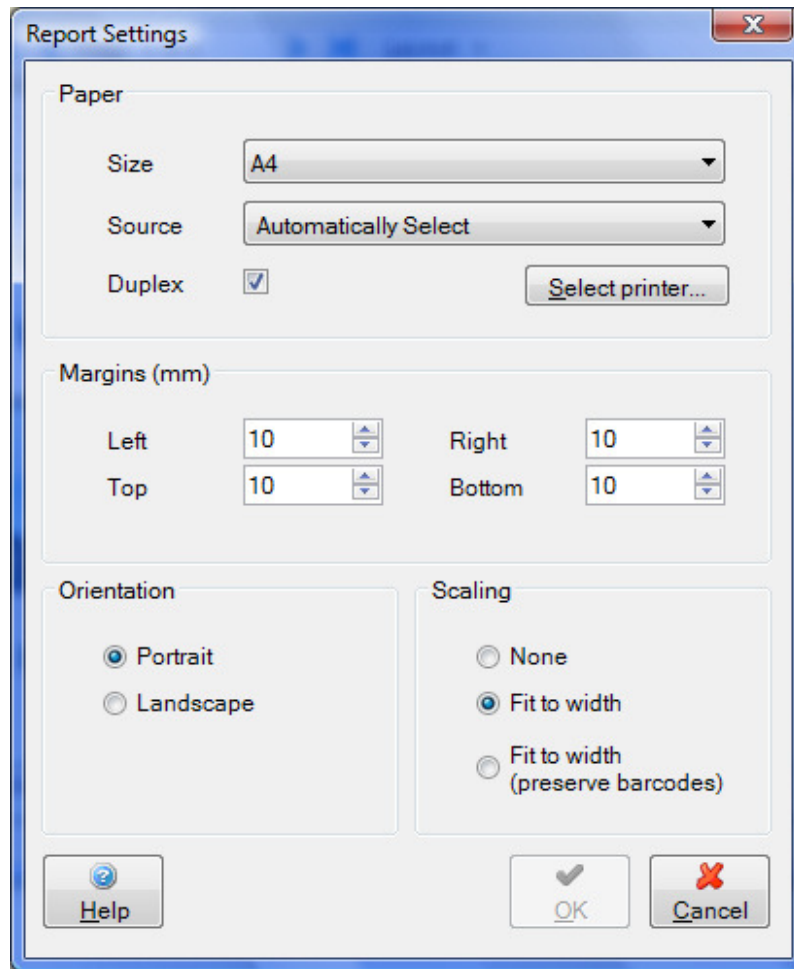 Report Settings
Paper
Size A4
Source Automatically Select
Duplex Select printer...
Margins (mm)
Left 10 Right 10
Top 10 Bottom 10
Orientation
Portrait
Landscape
Scaling
None
Fit to width
Fit to width
(preserve barcodes)
Help OK Cancel